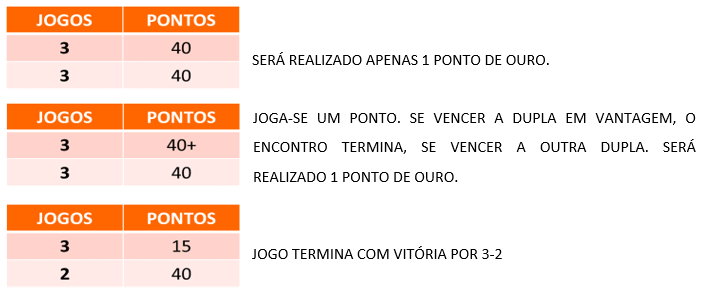 JOGOS PONTOS
3 40
3 40
SERÁ REALIZADO APENAS 1 PONTO DE OURO.
JOGOS PONTOS
3 40+
3 40
JOGA-SE UM PONTO. SE VENCER A DUPLA EM VANTAGEM, O
ENCONTRO TERMINA, SE VENCER A OUTRA DUPLA. SERÁ
REALIZADO 1 PONTO DE OURO.
JOGOS PONTOS
3 15
2 40
JOGO TERMINA COM VITÓRIA POR 3-2